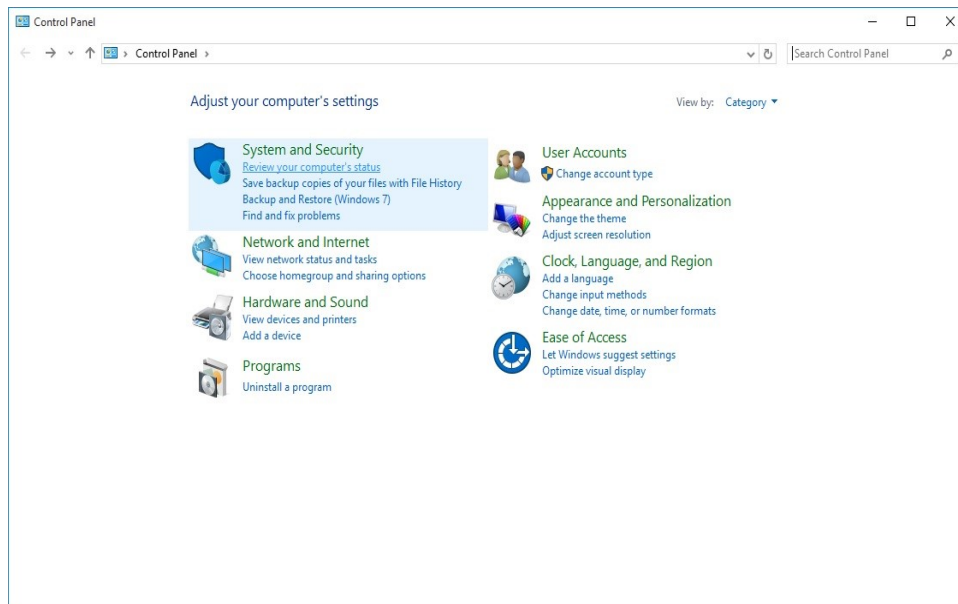 Control Panel
Control Panel
Search Control Panel
Adjust your computer's settings
View by: Category
System and Security
Review your computer's status
Save backup copies of your files with File History
Backup and Restore (Windows 7)
Find and fix problems
Network and Internet
View network status and tasks
Choose homegroup and sharing options
Hardware and Sound
View devices and printers
Add a device
Programs
Uninstall a program
User Accounts
Change account type
Appearance and Personalization
Change the theme
Adjust screen resolution
Clock, Language, and Region
Add a language
Change input methods
Change date, time, or number formats
Ease of Access
Let Windows suggest settings
Optimize visual display